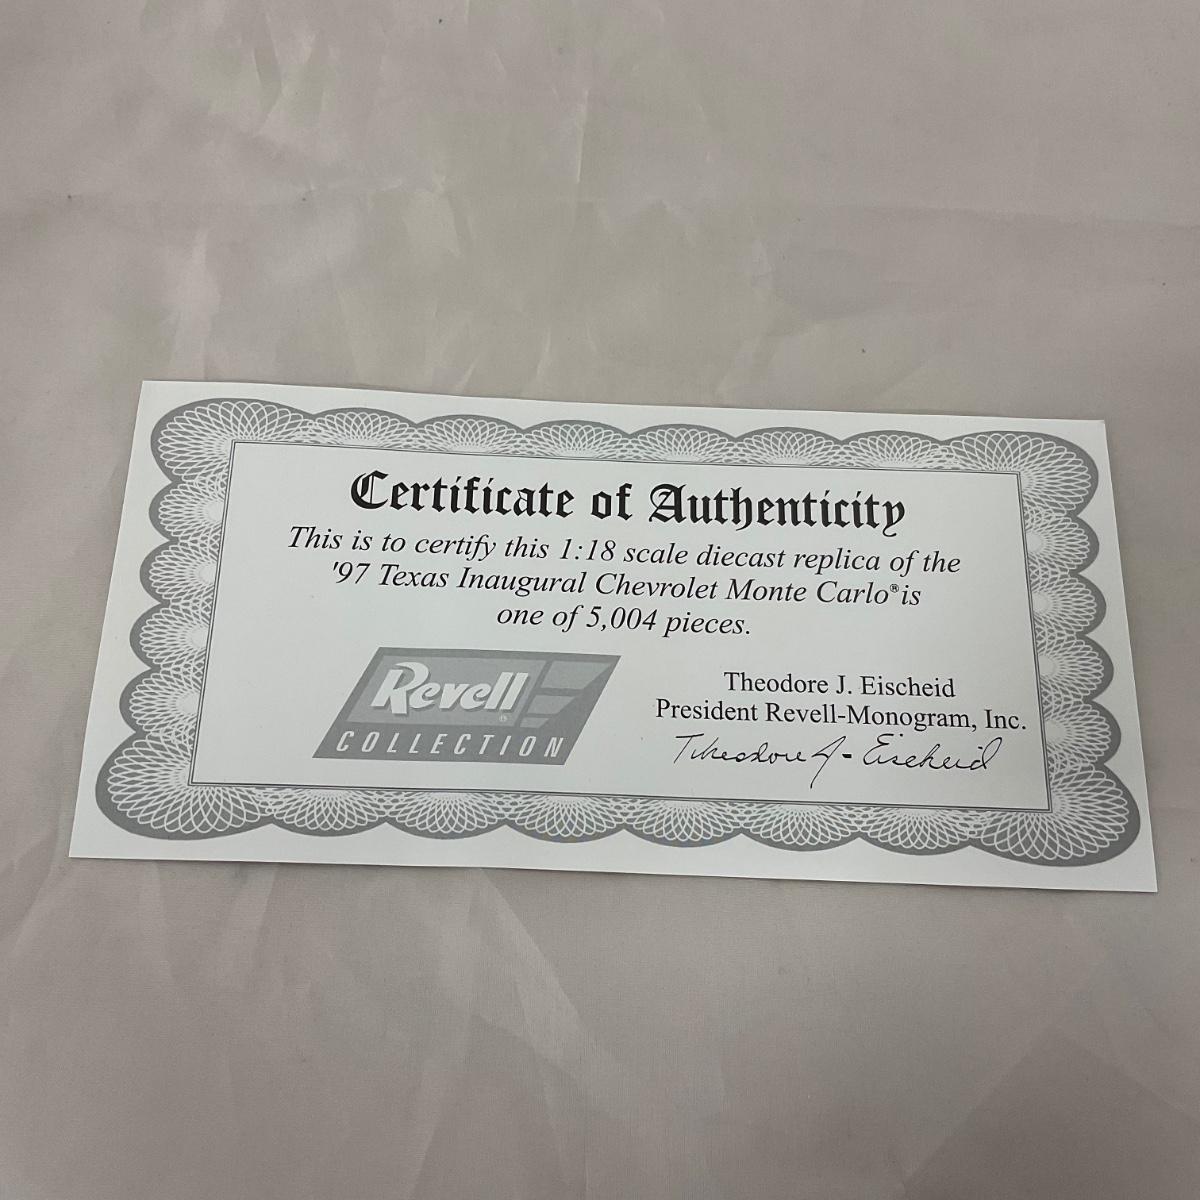 Certificate of Authenticity
This is to certify this 1:18 scale diecast replica of the
'97 Texas Inaugural Chevrolet Monte Carlo® is
one of 5,004 pieces.
Revell®
COLLECTION
Theodore J. Eischeid
President Revell-Monogram, Inc.
Theodore J. Eischeid